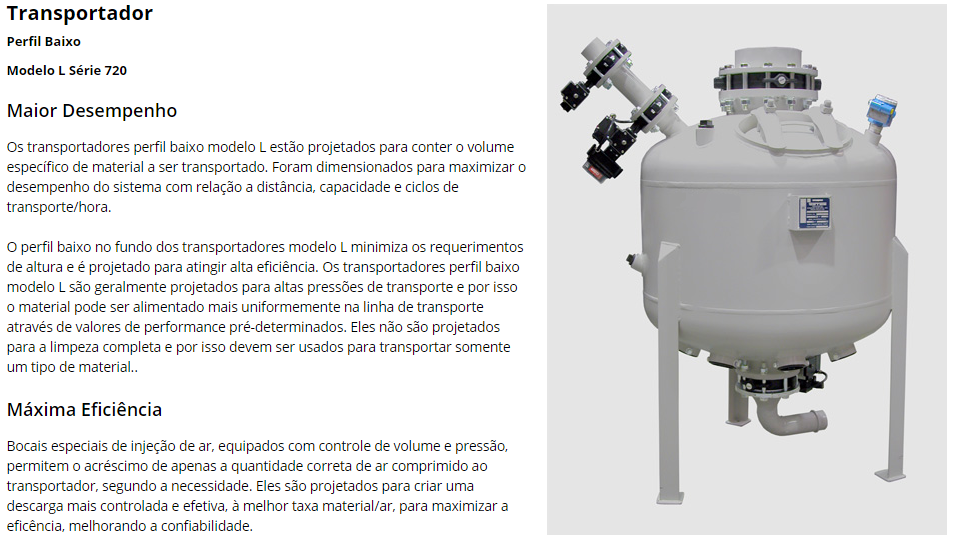 Transportador
Perfil Baixo
Modelo L Série 720
Maior Desempenho
Os transportadores perfil baixo modelo L estão projetados para conter o volume
específico de material a ser transportado. Foram dimensionados para maximizar o
desempenho do sistema com relação a distância, capacidade e ciclos de
transporte/hora.
O perfil baixo no fundo dos transportadores modelo L minimiza os requerimentos
de altura e é projetado para atingir alta eficiência. Os transportadores perfil baixo
modelo L são geralmente projetados para altas pressões de transporte e por isso
o material pode ser alimentado mais uniformemente na linha de transporte
através de valores de performance pré-determinados. Eles não são projetados
para a limpeza completa e por isso devem ser usados para transportar somente
um tipo de material..
Máxima Eficiência
Bocais especiais de injeção de ar, equipados com controle de volume e pressão,
permitem o acréscimo de apenas a quantidade correta de ar comprimido ao
transportador, segundo a necessidade. Eles são projetados para criar uma
descarga mais controlada e efetiva, à melhor taxa material/ar, para maximizar a
eficência, melhorando a confiabilidade.